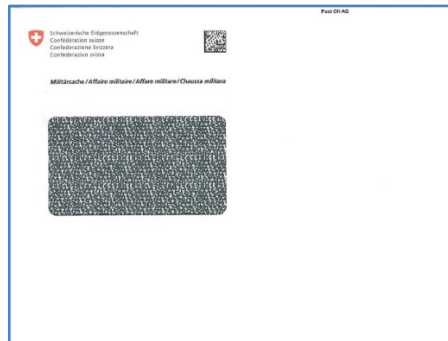 Post CH AG
Schweizerische Eidgenossenschaft
Confédération suisse
Confederazione Svizzera
Confederaziun svizra
Militärsache / Affaire militaire / Affare militare / Chaussa militara